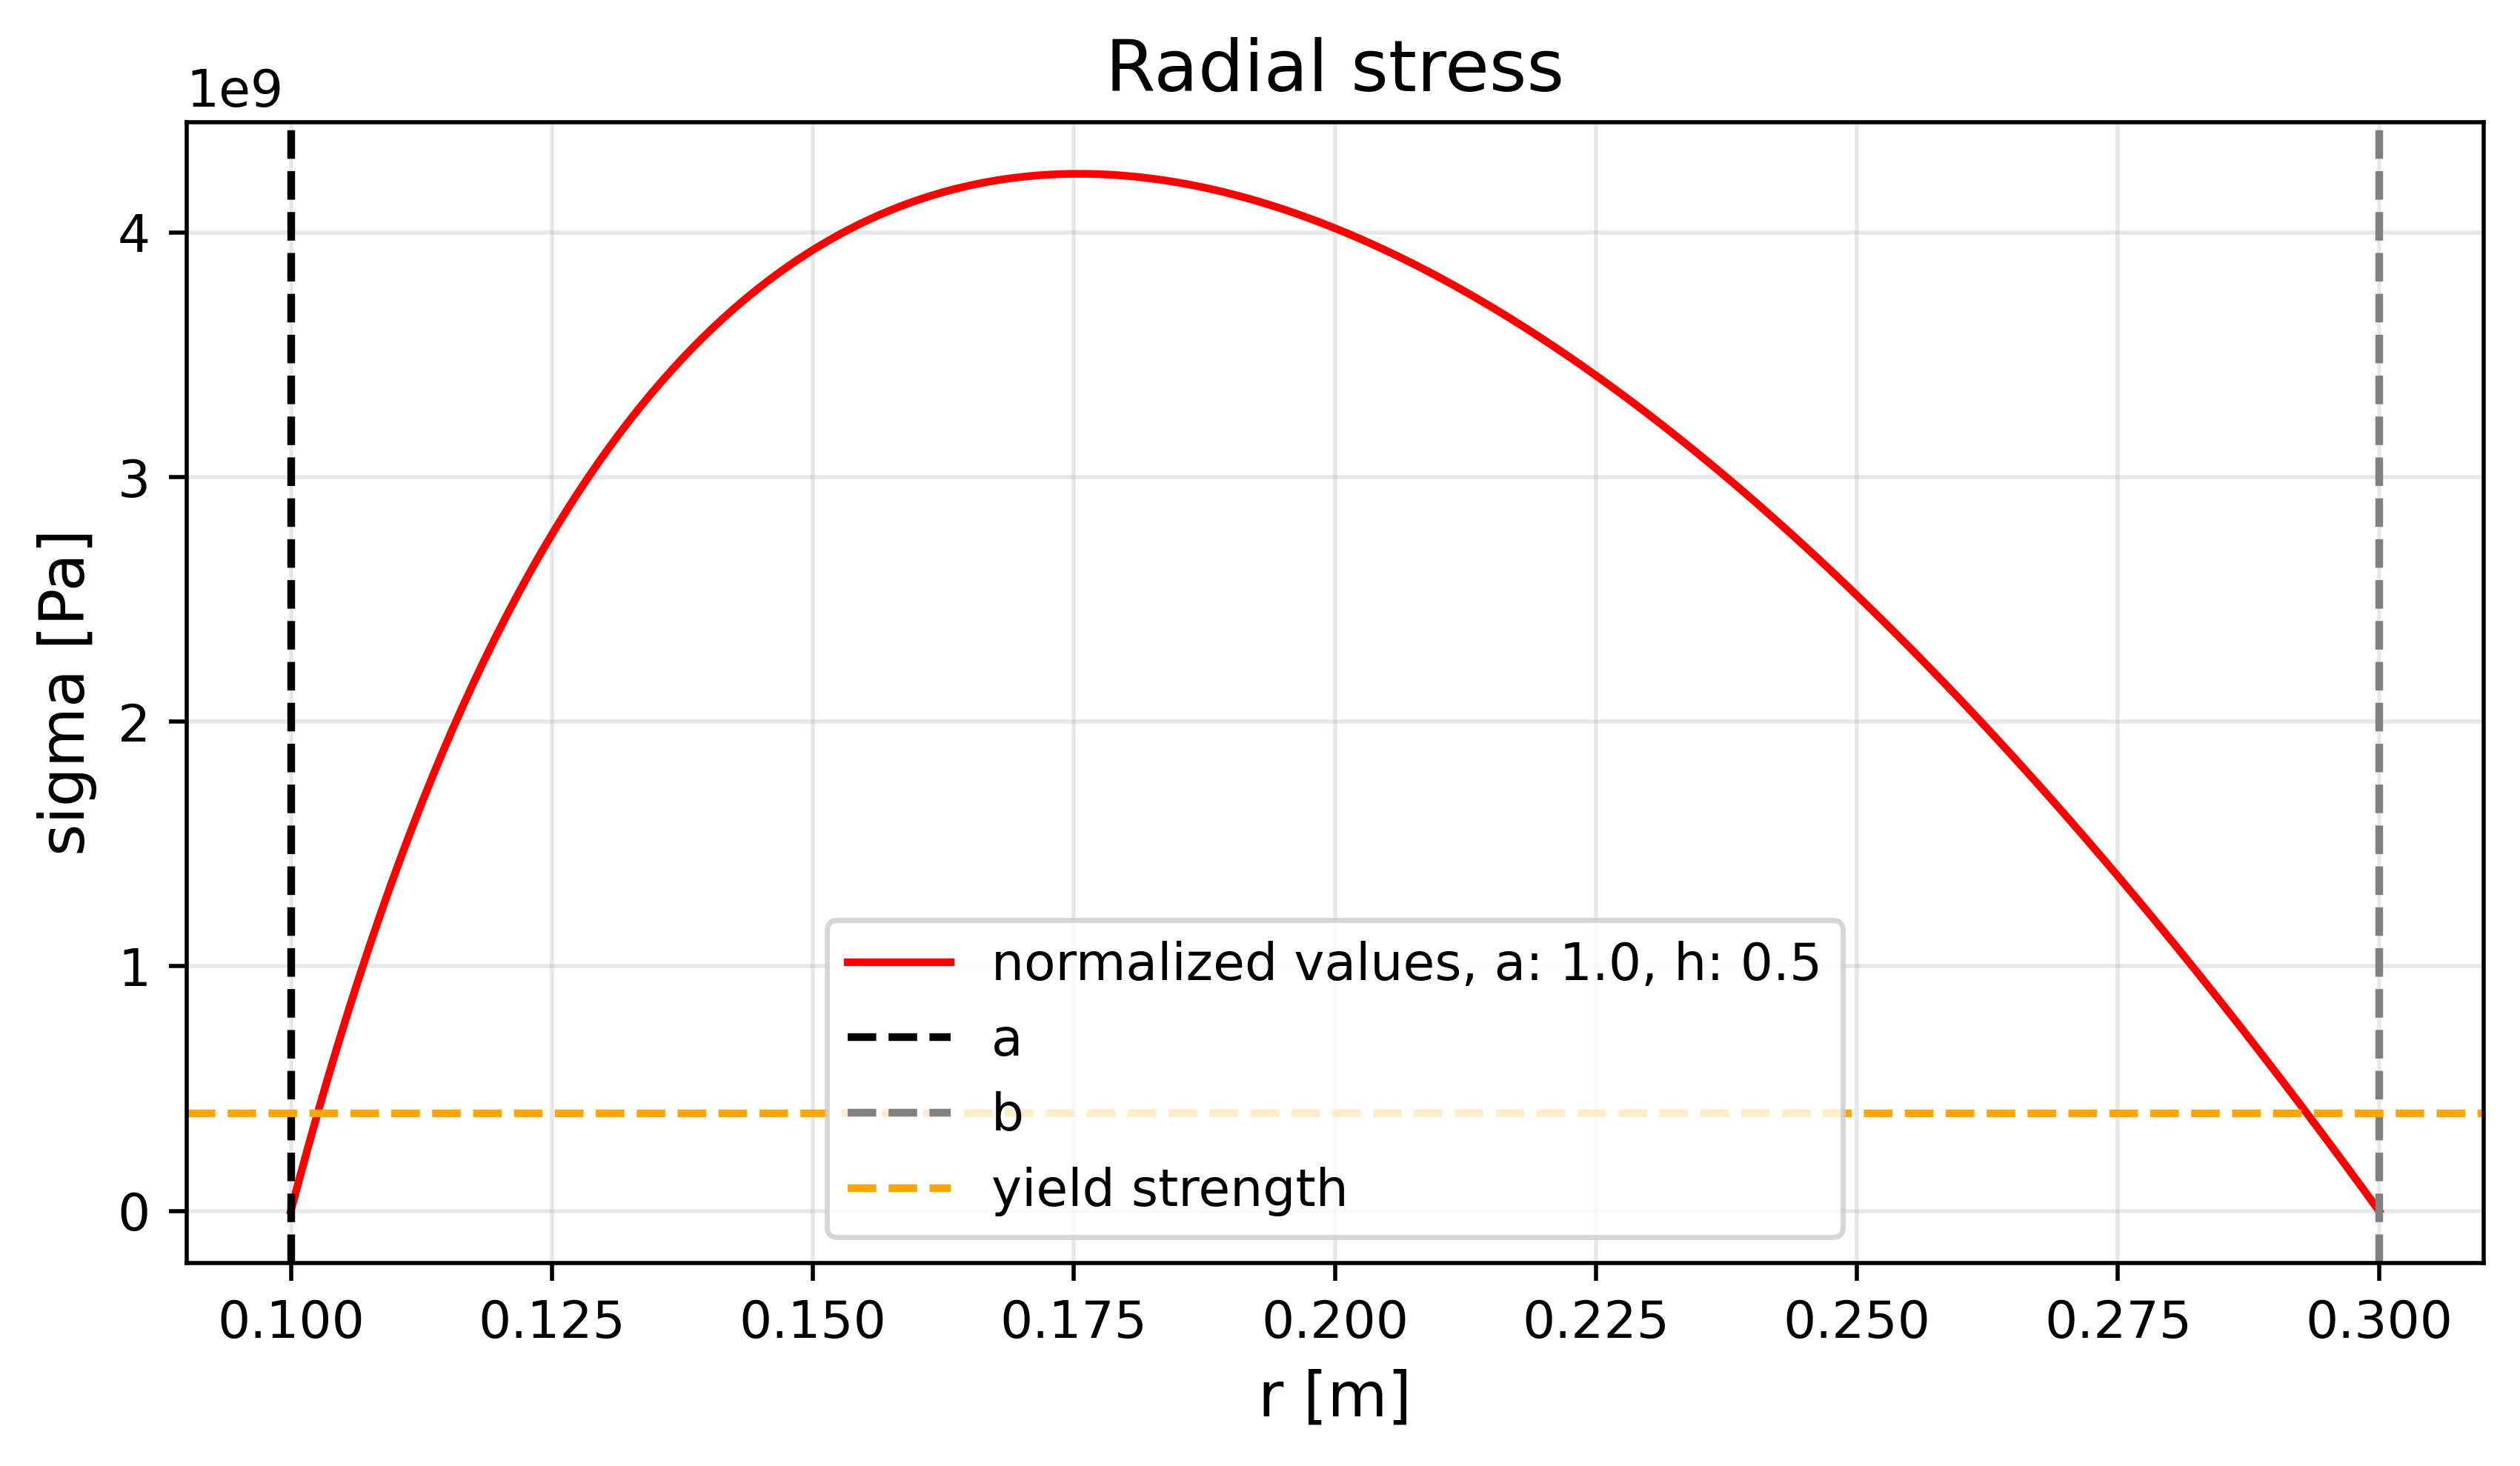 Radial stress
1e9
4
3
2
1
0
sigma [Pa]
normalized values, a: 1.0, h: 0.5
a
b
yield strength
0.100 0.125 0.150 0.175 0.200 0.225 0.250 0.275 0.300
r [m]